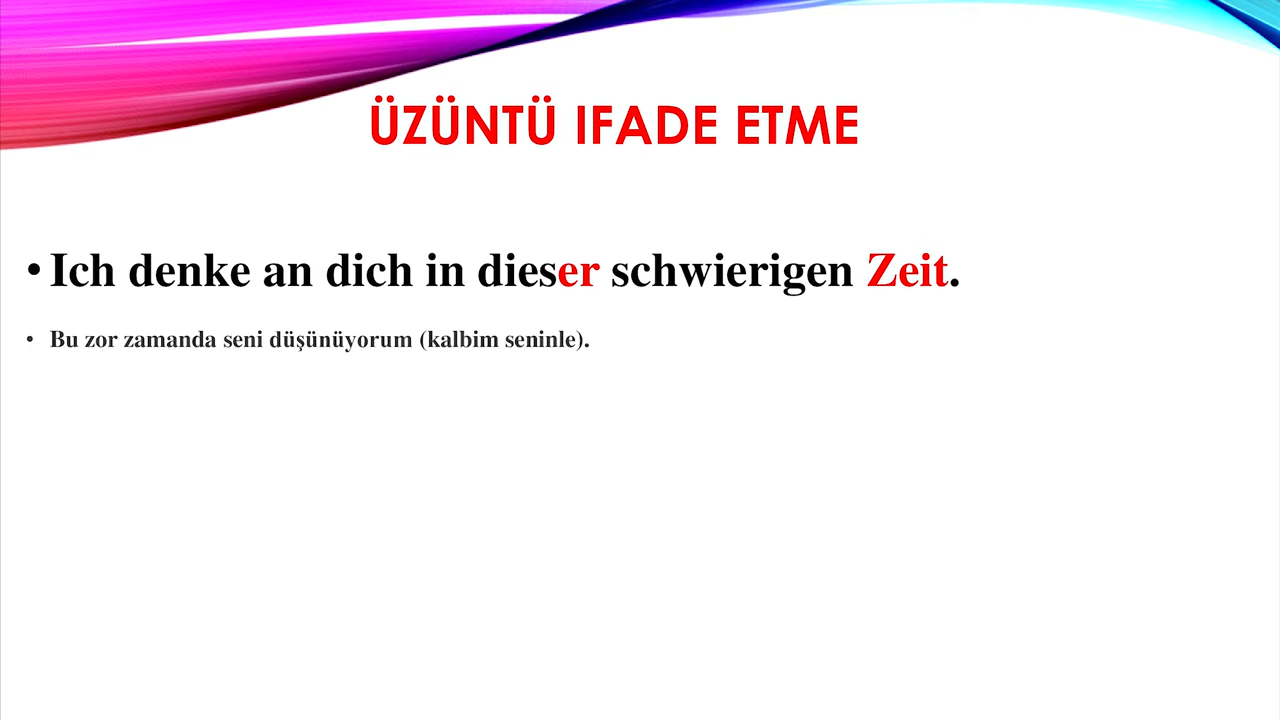 ÜZÜNTÜ IFADE ETME
• Ich denke an dich in dieser schwierigen Zeit.
• Bu zor zamanda seni düşünüyorum (kalbim seninle).